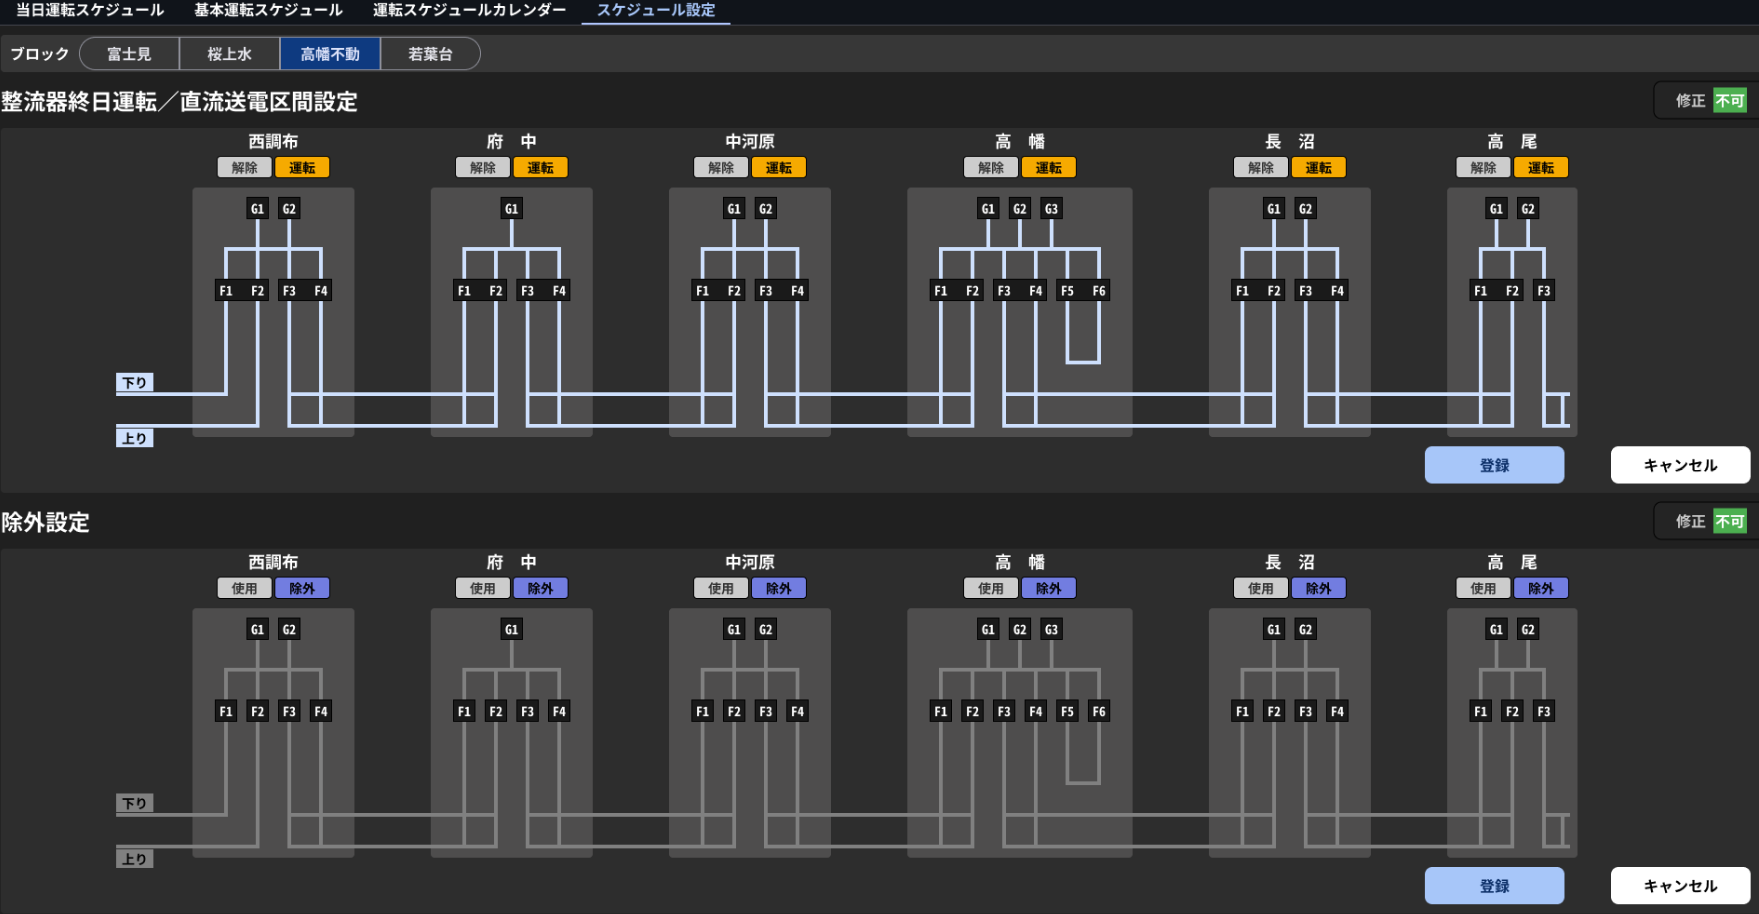 当日運転スケジュール 基本運転スケジュール 運転スケジュールカレンダー スケジュール設定
ブロック 富士見 桜上水 高幡不動 若葉台
整流器終日運転／直流送電区間設定 修正 不可
西調布 府　中 中河原 高　幡 長　沼 高　尾
解除 運転 解除 運転 解除 運転 解除 運転 解除 運転 解除 運転
G1 G2 G1 G1 G2 G1 G2 G3 G1 G2 G1 G2
F1 F2 F3 F4 F1 F2 F3 F4 F1 F2 F3 F4 F1 F2 F3 F4 F5 F6 F1 F2 F3 F4 F1 F2 F3
下り
上り
登録 キャンセル
除外設定 修正 不可
西調布 府　中 中河原 高　幡 長　沼 高　尾
使用 除外 使用 除外 使用 除外 使用 除外 使用 除外 使用 除外
G1 G2 G1 G1 G2 G1 G2 G3 G1 G2 G1 G2
F1 F2 F3 F4 F1 F2 F3 F4 F1 F2 F3 F4 F1 F2 F3 F4 F5 F6 F1 F2 F3 F4 F1 F2 F3
下り
上り
登録 キャンセル